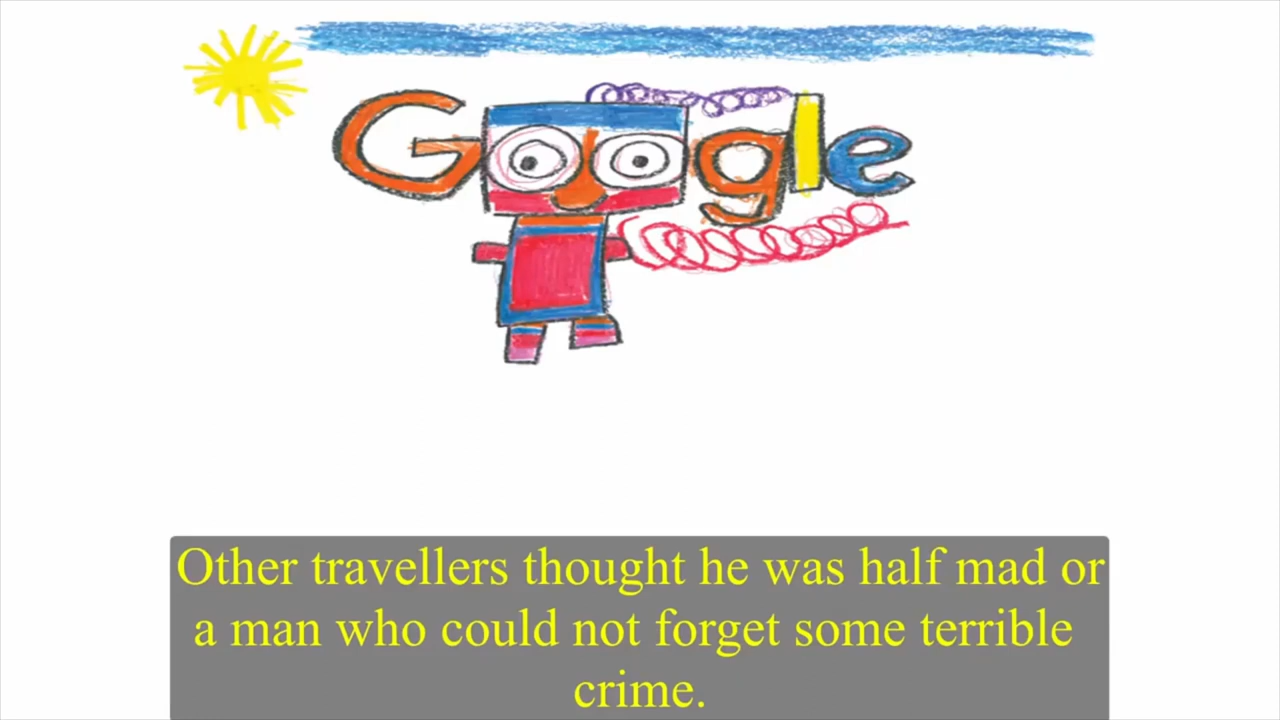 Google
Other travellers thought he was half mad or
a man who could not forget some terrible
crime.